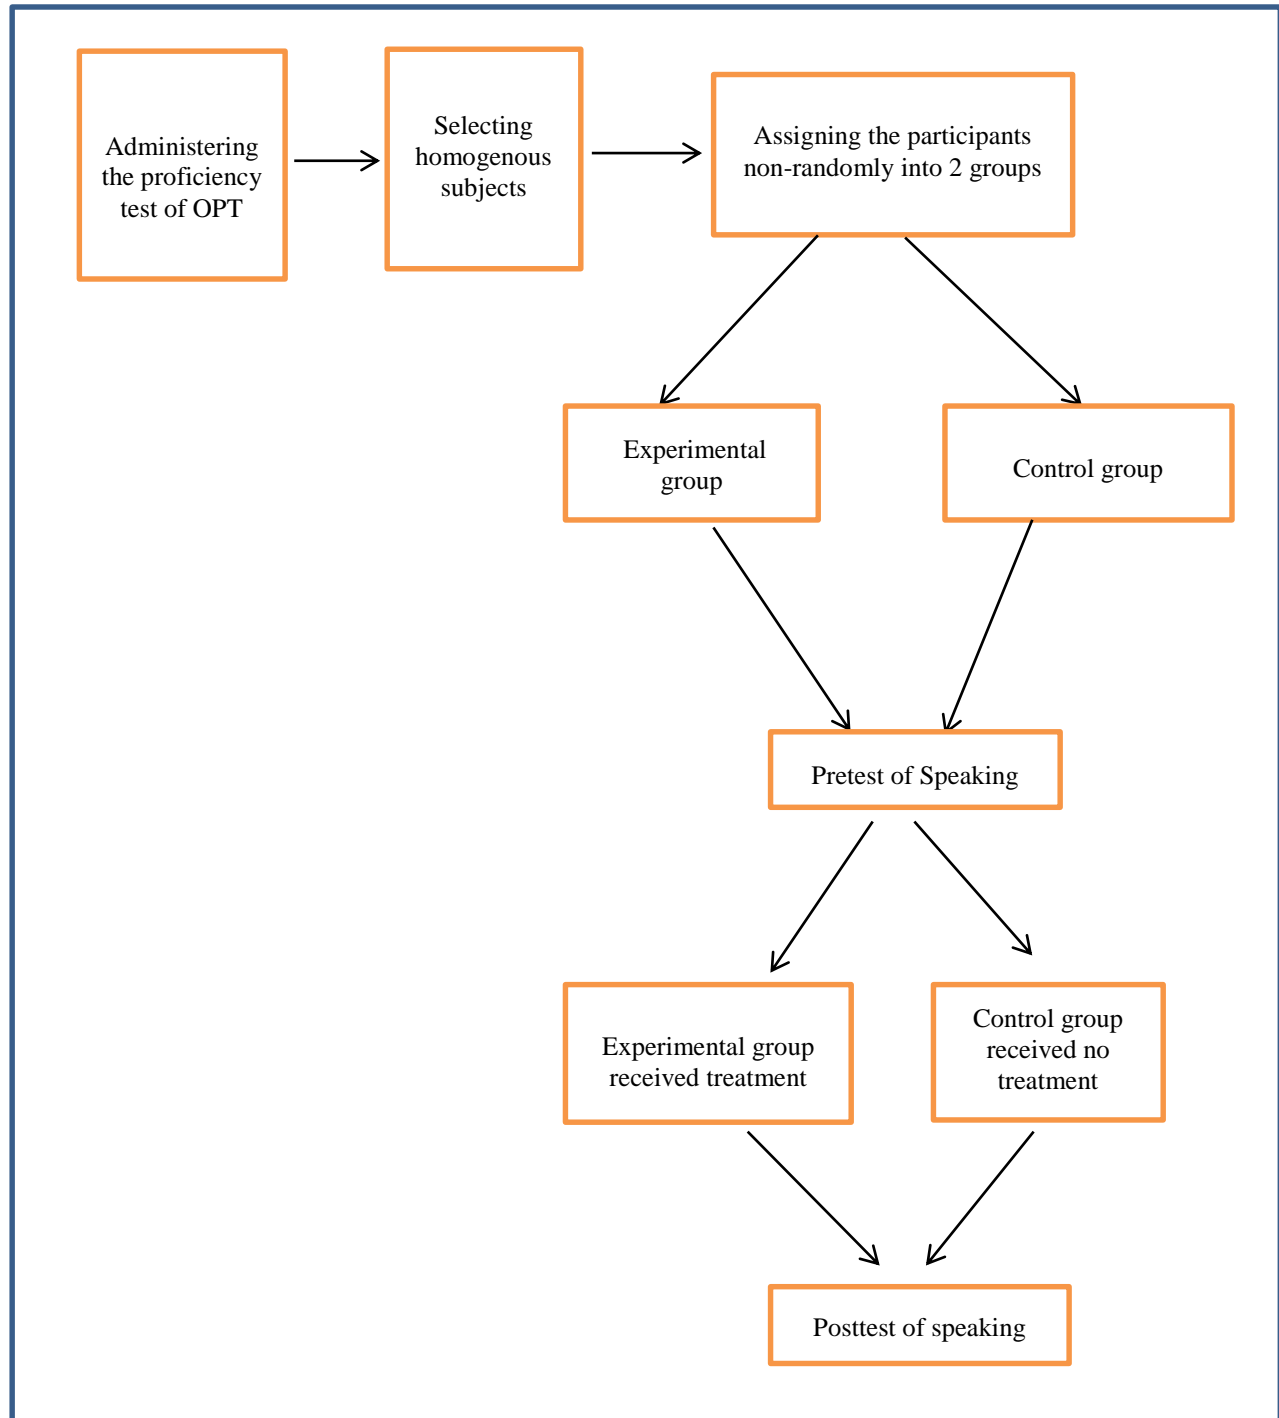 Administering
the proficiency
test of OPT
Selecting
homogenous
subjects
Assigning the participants
non-randomly into 2 groups
Experimental
group
Control group
Pretest of Speaking
Experimental group
received treatment
Control group
received no
treatment
Posttest of speaking